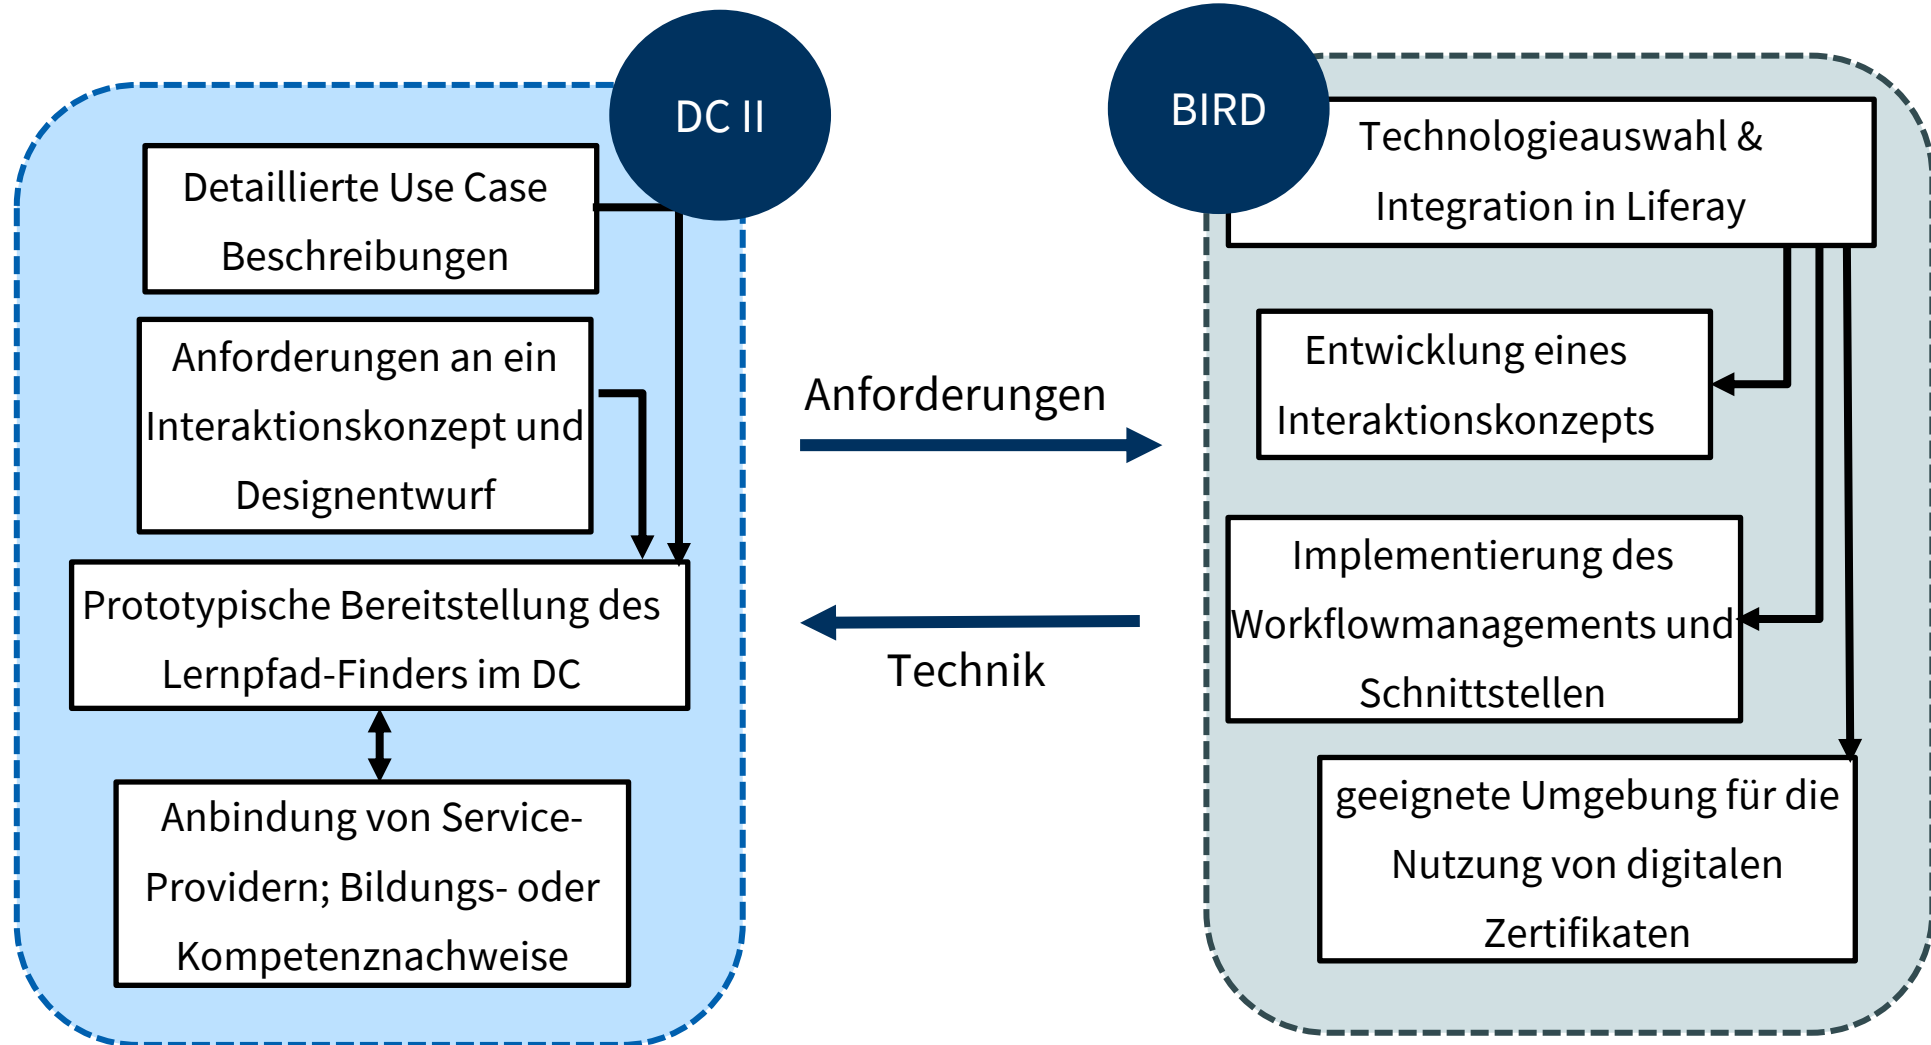 DC II
Detaillierte Use Case
Beschreibungen
Anforderungen an ein
Interaktionskonzept und
Designentwurf
Prototypische Bereitstellung des
Lernpfad-Finders im DC
Anbindung von Service-
Providern; Bildungs- oder
Kompetenznachweise
Anforderungen
Technik
BIRD
Technologieauswahl &
Integration in Liferay
Entwicklung eines
Interaktionskonzepts
Implementierung des
Workflowmanagements und
Schnittstellen
geeignete Umgebung für die
Nutzung von digitalen
Zertifikaten